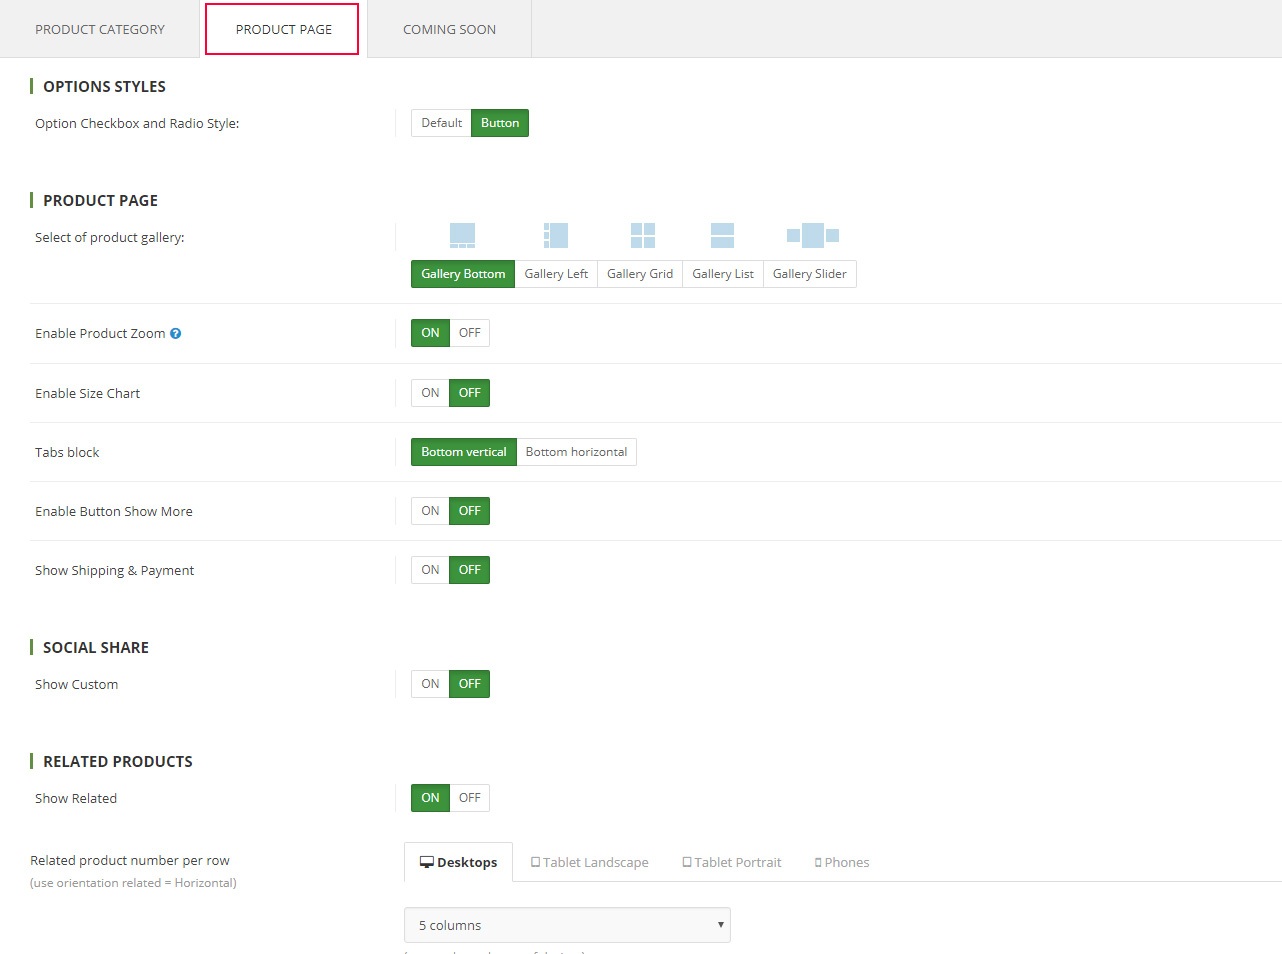 PRODUCT CATEGORY PRODUCT PAGE COMING SOON
OPTIONS STYLES
Option Checkbox and Radio Style: Default Button
PRODUCT PAGE
Select of product gallery:
Gallery Bottom Gallery Left Gallery Grid Gallery List Gallery Slider
Enable Product Zoom ? ON OFF
Enable Size Chart ON OFF
Tabs block Bottom vertical Bottom horizontal
Enable Button Show More ON OFF
Show Shipping & Payment ON OFF
SOCIAL SHARE
Show Custom ON OFF
RELATED PRODUCTS
Show Related ON OFF
Related product number per row Desktops Tablet Landscape Tablet Portrait Phones
(use orientation related = Horizontal)
5 columns